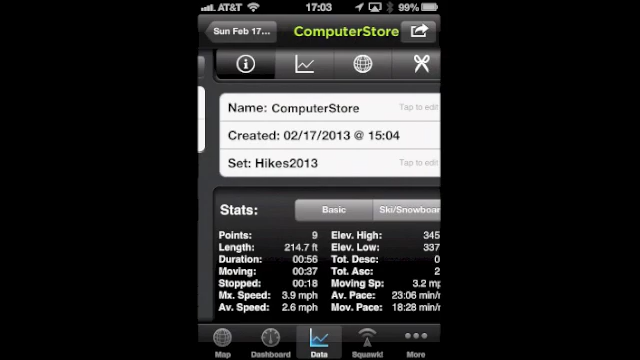 AT&T 17:03
Sun Feb 17... ComputerStore
Name: ComputerStore Tap to edit
Created: 02/17/2013 @ 15:04
Set: Hikes2013 Tap to edit
Stats: Basic Ski/Snowboar
Points: 9 Elev. High: 345
Length: 214.7 ft Elev. Low: 337
Duration: 00:56 Tot. Desc: 0
Moving: 00:37 Tot. Asc: 2
Stopped: 00:18 Moving Sp: 3.2 mp
Mx. Speed: 3.9 mph Av. Pace: 23:06 min/
Av. Speed: 2.6 mph Mov. Pace: 18:28 min/
Map Dashboard Data Squawk! More